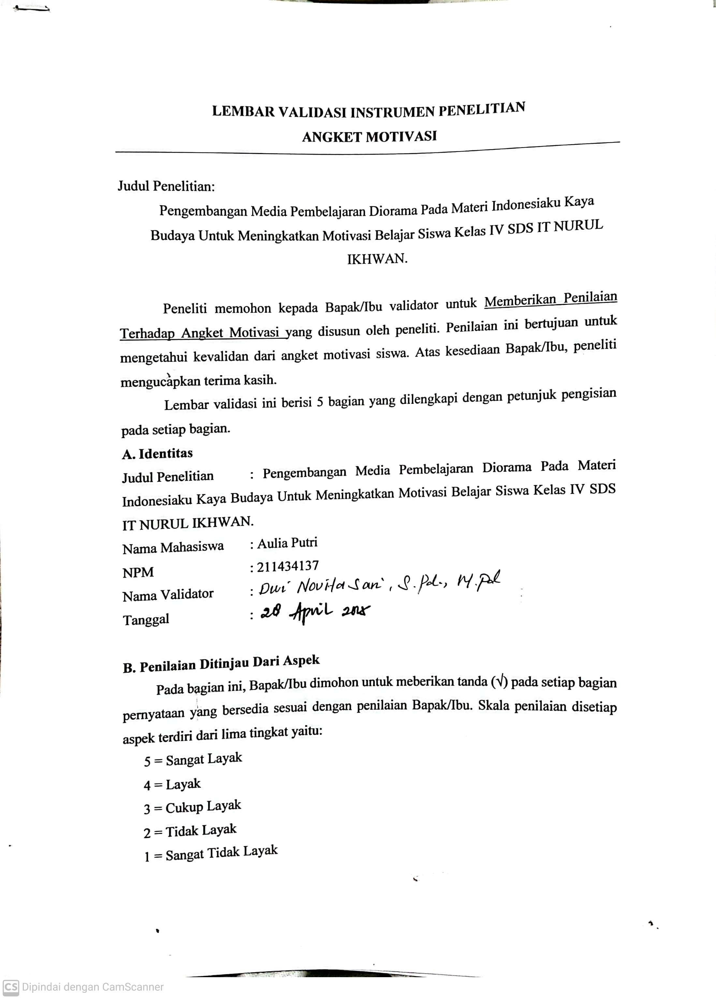 LEMBAR VALIDASI INSTRUMEN PENELITIAN
ANGKET MOTIVASI
Judul Penelitian:
Pengembangan Media Pembelajaran Diorama Pada Materi Indonesiaku Kaya
Budaya Untuk Meningkatkan Motivasi Belajar Siswa Kelas IV SDS IT NURUL
IKHWAN.
Peneliti memohon kepada Bapak/Ibu validator untuk Memberikan Penilaian
Terhadap Angket Motivasi yang disusun oleh peneliti. Penilaian ini bertujuan untuk
mengetahui kevalidan dari angket motivasi siswa. Atas kesediaan Bapak/Ibu, peneliti
mengucapkan terima kasih.
Lembar validasi ini berisi 5 bagian yang dilengkapi dengan petunjuk pengisian
pada setiap bagian.
A. Identitas
Judul Penelitian : Pengembangan Media Pembelajaran Diorama Pada Materi
Indonesiaku Kaya Budaya Untuk Meningkatkan Motivasi Belajar Siswa Kelas IV SDS
IT NURUL IKHWAN.
Nama Mahasiswa : Aulia Putri
NPM : 211434137
Nama Validator : Dwi Novita Sari, S.Pd., M.Pd
Tanggal : 28 April
B. Penilaian Ditinjau Dari Aspek
Pada bagian ini, Bapak/Ibu dimohon untuk meberikan tanda (√) pada setiap bagian
pernyataan yang bersedia sesuai dengan penilaian Bapak/Ibu. Skala penilaian disetiap
aspek terdiri dari lima tingkat yaitu:
5 = Sangat Layak
4 = Layak
3 = Cukup Layak
2 = Tidak Layak
1 = Sangat Tidak Layak
CS Dipindai dengan CamScanner